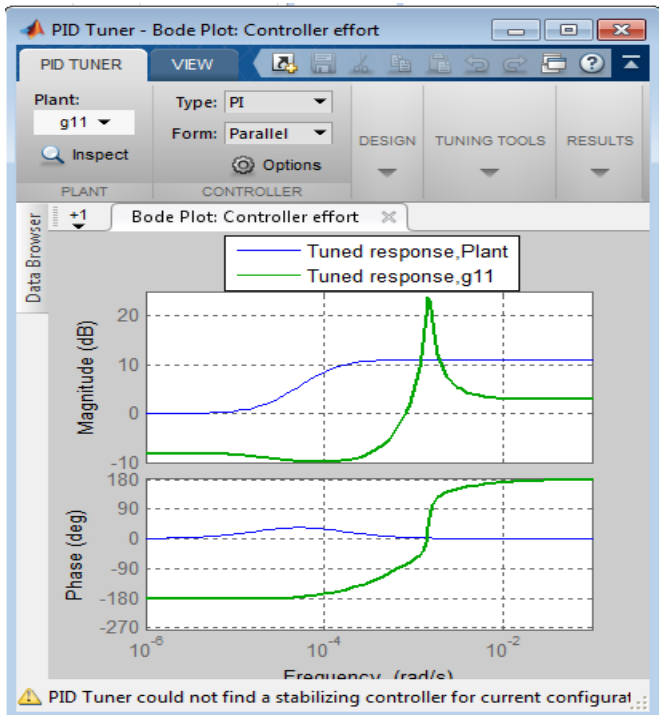 PID Tuner - Bode Plot: Controller effort
PID TUNER VIEW
Plant:
g11
Inspect
PLANT
Type: PI
Form: Parallel
Options
CONTROLLER
DESIGN
TUNING TOOLS
RESULTS
Data Browser
+1
Bode Plot: Controller effort
Tuned response,Plant
Tuned response,g11
Magnitude (dB)
20
10
0
-10
Phase (deg)
180
90
0
-90
-180
-270
10^-6 10^-4 10^-2
Frequency (rad/s)
PID Tuner could not find a stabilizing controller for current configurat